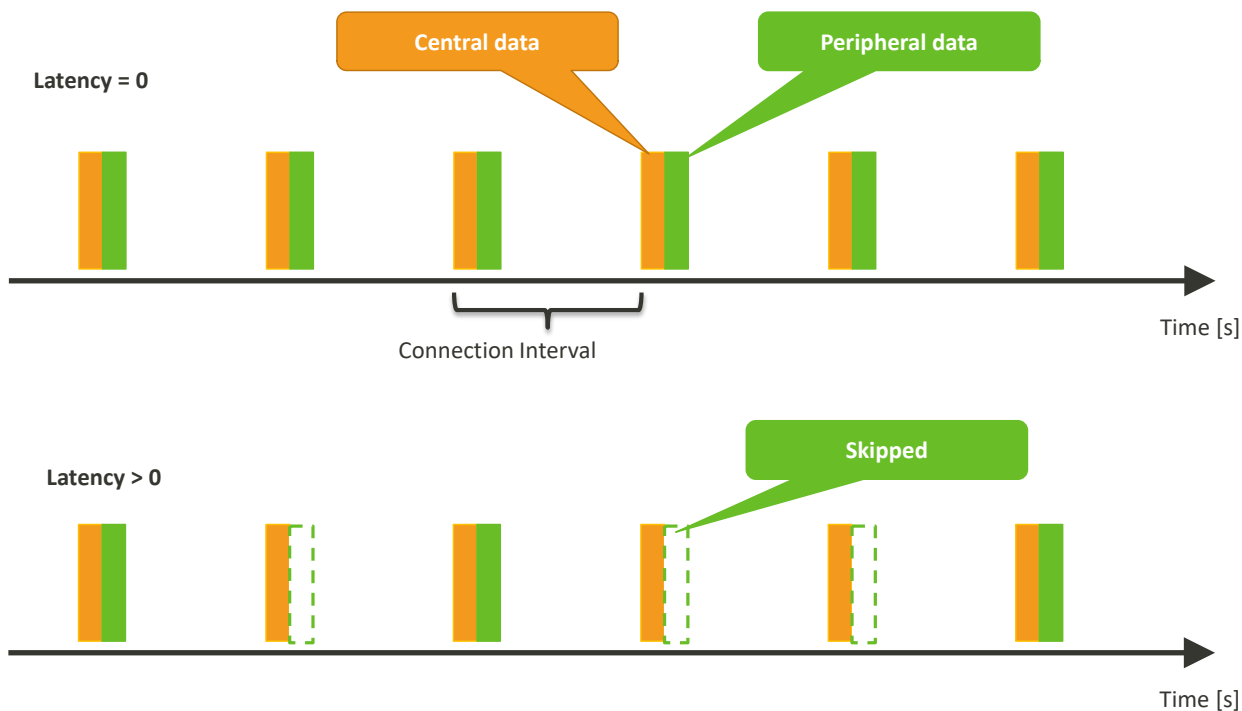 Central data
Peripheral data
Latency = 0
Time [s]
Connection Interval
Skipped
Latency > 0
Time [s]